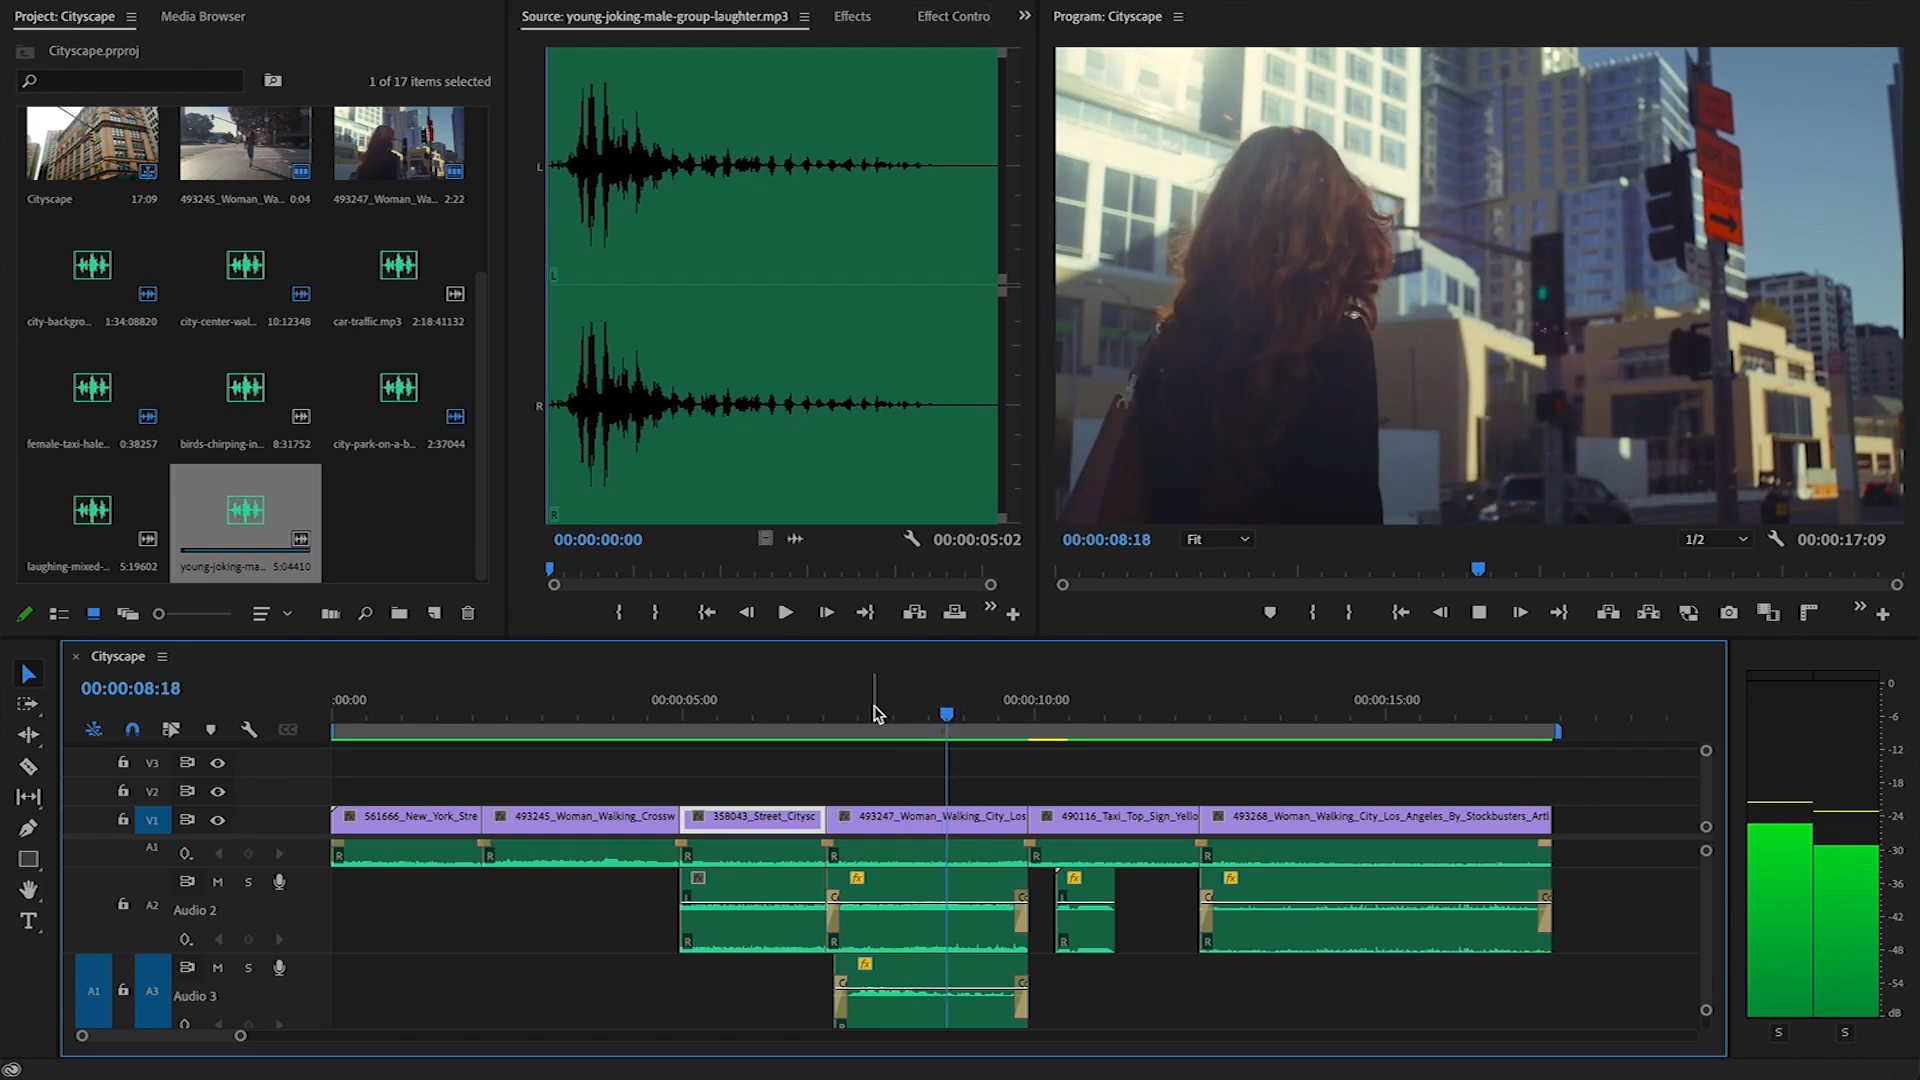 Project: Cityscape
Media Browser
Cityscape.prproj
1 of 17 items selected
Cityscape 17:09
493245_Woman_Wa... 0:04
493247_Woman_Wa... 2:22
city-backgro... 1:34:08820
city-center-wal... 10:12348
car-traffic.mp3 2:18:41132
female-taxi-hale... 0:38257
birds-chirping-in... 8:31752
city-park-on-a-b... 2:37044
laughing-mixed-... 5:19602
young-joking-ma... 5:04410
Source: young-joking-male-group-laughter.mp3
Effects
Effect Contro
L
L
R
R
00:00:00:00
00:00:05:02
Program: Cityscape
00:00:08:18
Fit
1/2
00:00:17:09
Cityscape
00:00:08:18
:00:00
00:00:05:00
00:00:10:00
00:00:15:00
V3
V2
V1
561666_New_York_Stre
493245_Woman_Walking_Crossw
358043_Street_Citysc
493247_Woman_Walking_City_Los
490116_Taxi_Top_Sign_Yello
493268_Woman_Walking_City_Los_Angeles_By_Stockbusters_Artl
A1
R
R
R
R
R
R
M
S
A2
Audio 2
fx
fx
fx
fx
R
R
R
R
A1
A3
M
S
Audio 3
fx
0
-6
-12
-18
-24
-30
-36
-42
-48
-54
dB
S
S
T